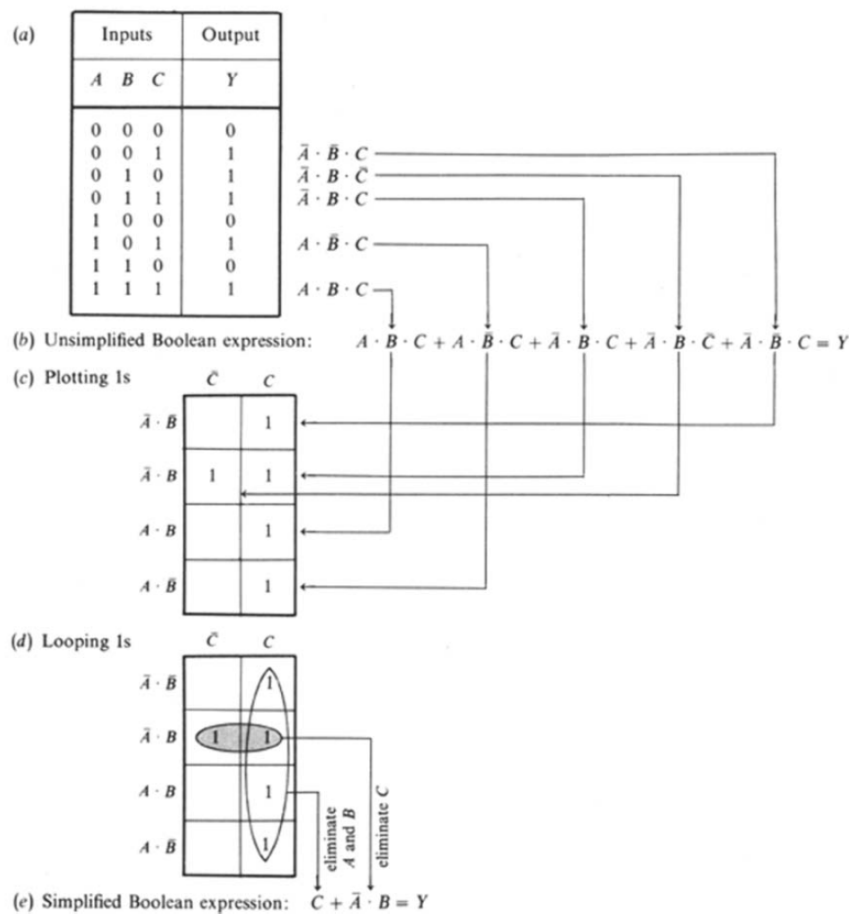 (a)
Inputs Output
A B C Y
0 0 0 0
0 0 1 1 Ā · B̄ · C
0 1 0 1 Ā · B · C̄
0 1 1 1 Ā · B · C
1 0 0 0
1 0 1 1 A · B̄ · C
1 1 0 0
1 1 1 1 A · B · C
(b) Unsimplified Boolean expression: A · B · C + A · B̄ · C + Ā · B · C + Ā · B · C̄ + Ā · B̄ · C = Y
(c) Plotting 1s C̄ C
Ā · B̄ 1
Ā · B 1 1
A · B 1
A · B̄ 1
(d) Looping 1s C̄ C
Ā · B̄ 1
Ā · B 1 1
A · B 1
A · B̄ 1
eliminate
A and B
eliminate C
(e) Simplified Boolean expression: C + Ā · B = Y